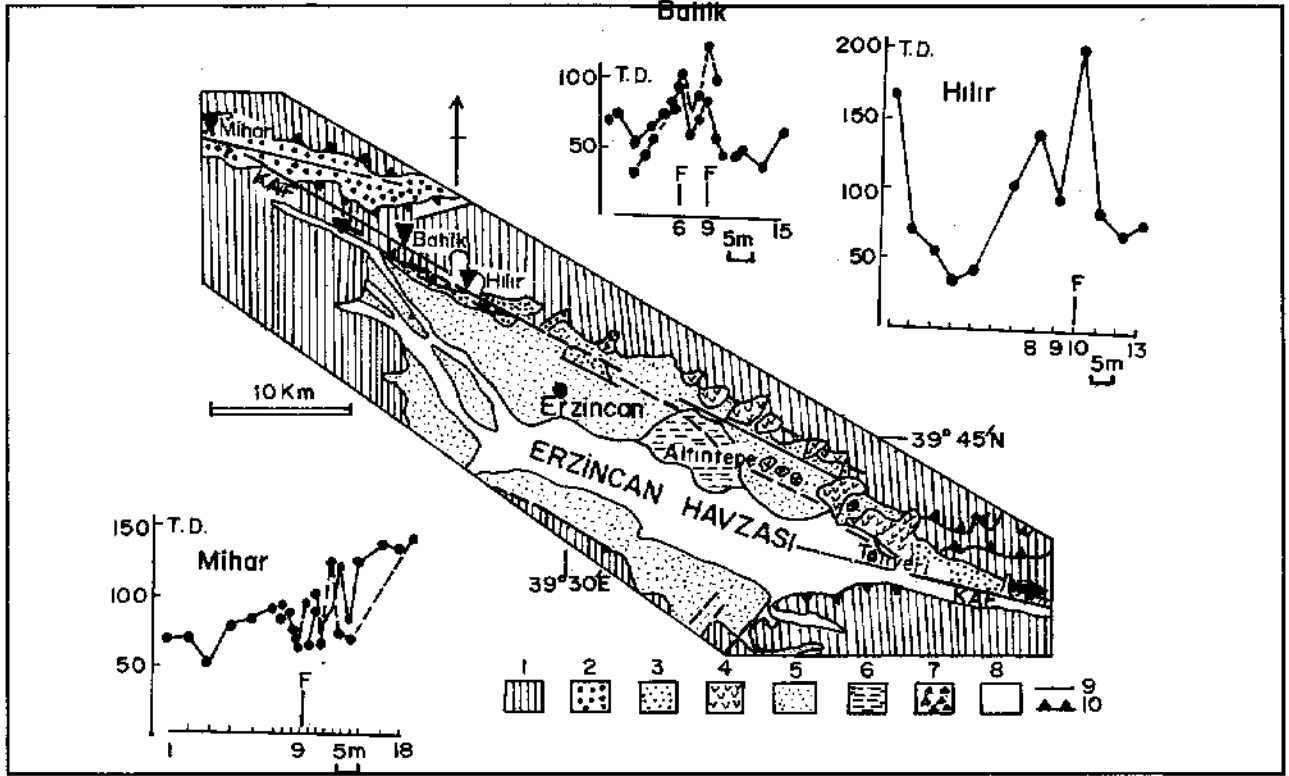 Bahik
100 T.D.
50
F F
6 9 15
5m
200 T.D.
150
100
50
Hılır
F
8 9 10 13
5m
Mihar
KAF
Bahik
Hılır
10 Km
Erzincan
Altıntepe
39° 45'N
ERZİNCAN HAVZASI
Tanyeri
KAF
39° 30'E
150 T.D.
100
50
Mihar
F
1 9 5m 18
1 2 3 4 5 6 7 8
9
10